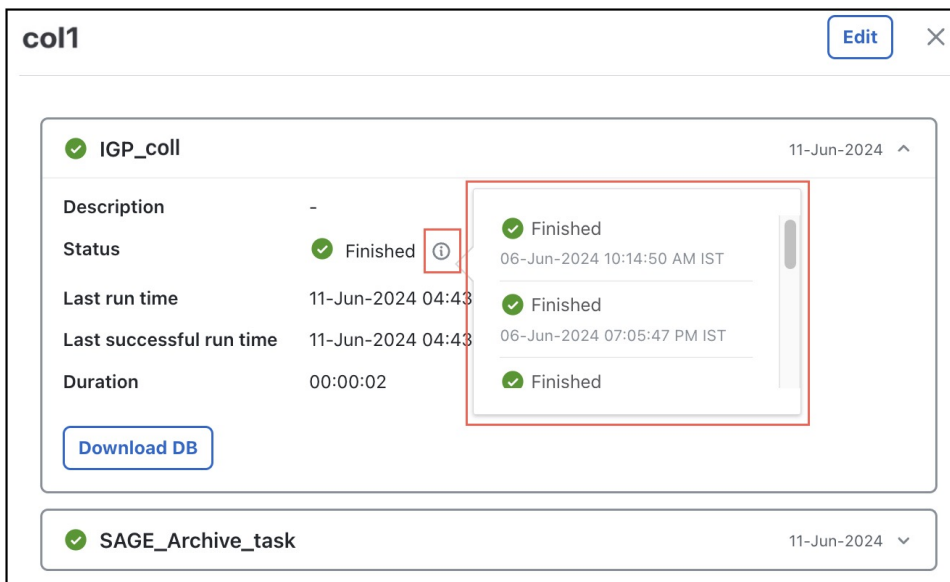 col1
Edit
IGP_coll
11-Jun-2024
Description
-
Status
Finished
Last run time
11-Jun-2024 04:43
Last successful run time
11-Jun-2024 04:43
Duration
00:00:02
Finished
06-Jun-2024 10:14:50 AM IST
Finished
06-Jun-2024 07:05:47 PM IST
Finished
Download DB
SAGE_Archive_task
11-Jun-2024